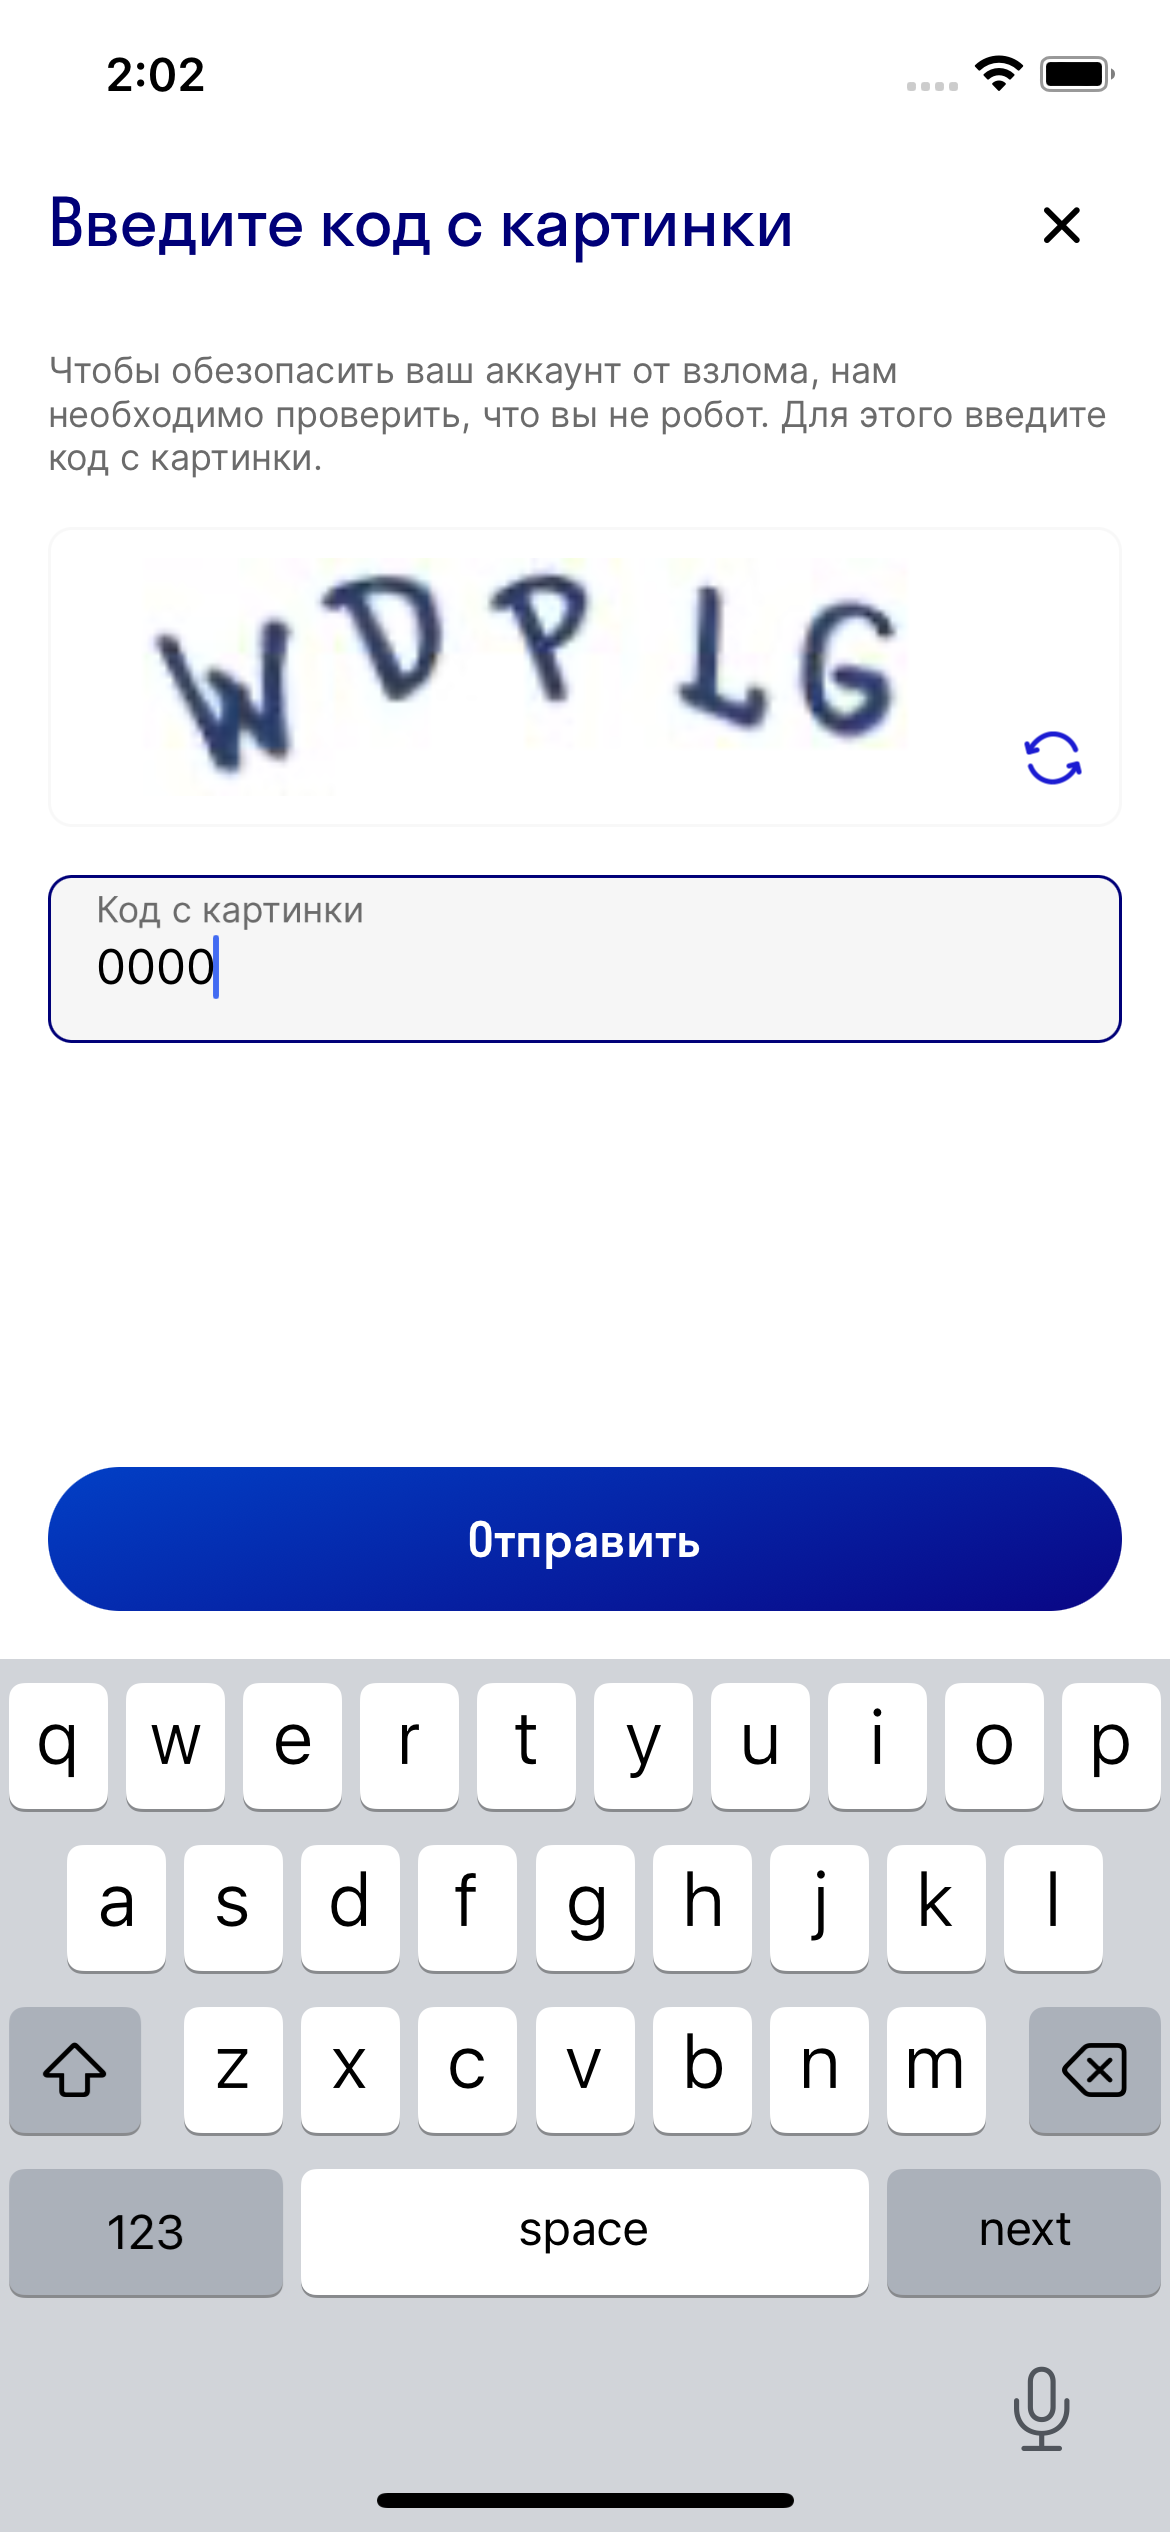 2:02
Введите код с картинки
Чтобы обезопасить ваш аккаунт от взлома, нам
необходимо проверить, что вы не робот. Для этого введите
код с картинки.
WDPLG
Код с картинки
0000
Отправить
q w e r t y u i o p
a s d f g h j k l
z x c v b n m
123 space next